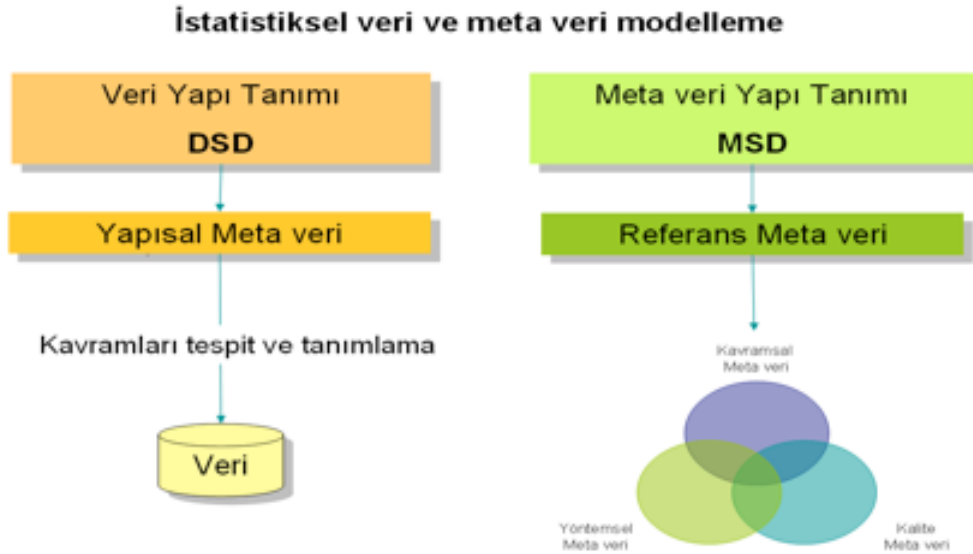 İstatistiksel veri ve meta veri modelleme
Veri Yapı Tanımı
DSD
Yapısal Meta veri
Kavramları tespit ve tanımlama
Veri
Meta veri Yapı Tanımı
MSD
Referans Meta veri
Kavramsal
Meta veri
Yöntemsel
Meta veri
Kalite
Meta veri